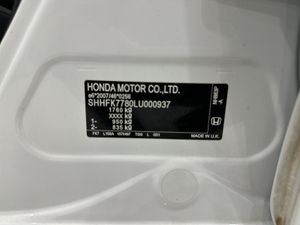 HONDA MOTOR CO.,LTD.
e6*2007/46*0256
SHHFK7780LU000937
1760 kg
XXXX kg
1- 950 kg
2- 835 kg
MADE IN U.K.